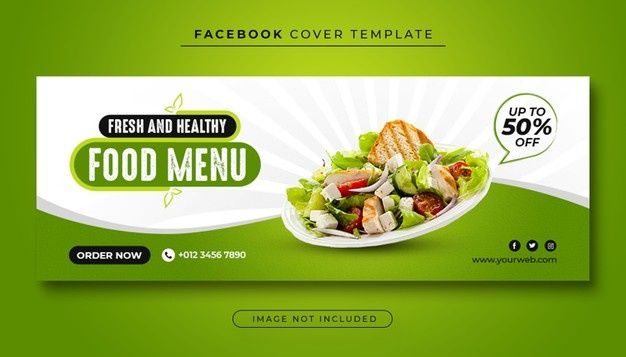 FACEBOOK COVER TEMPLATE
FRESH AND HEALTHY
FOOD MENU
UP TO
50%
OFF
ORDER NOW
+012 3456 7890
www.yourweb.com
IMAGE NOT INCLUDED